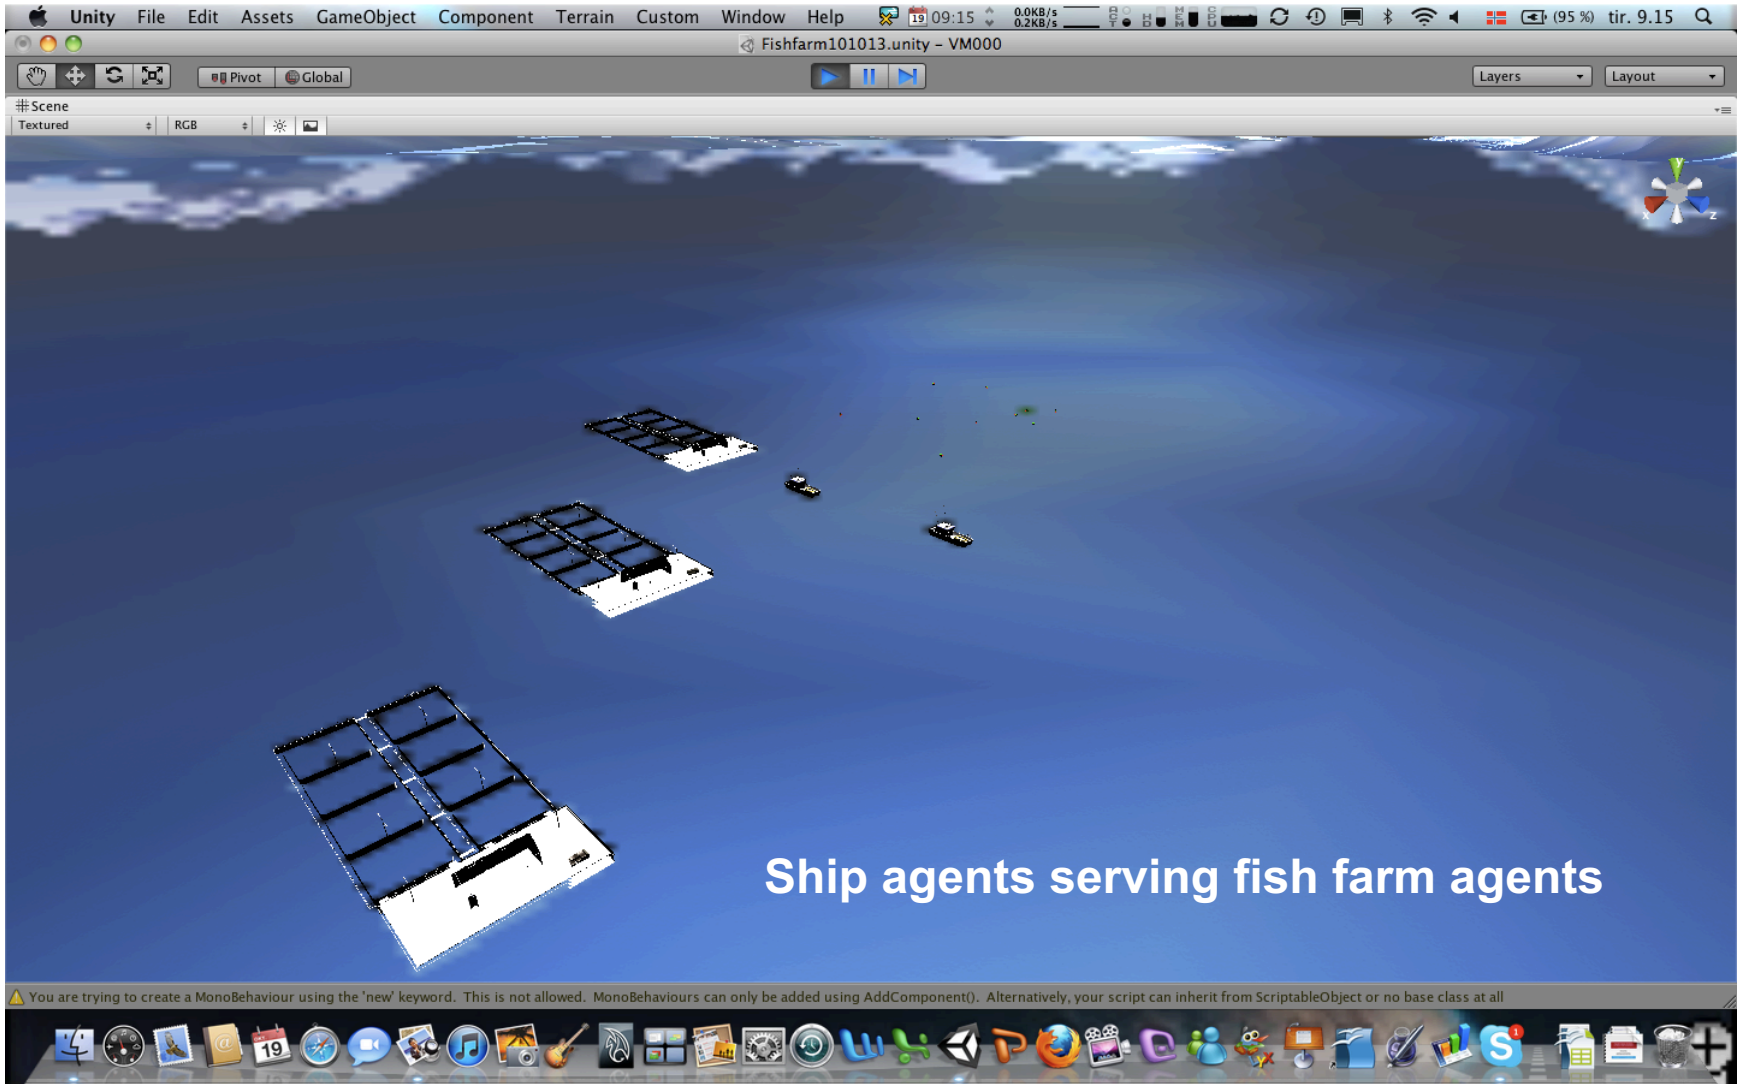 Unity File Edit Assets GameObject Component Terrain Custom Window Help 19 09:15 0.0KB/s 0.2KB/s (95 %) tir. 9.15
Fishfarm101013.unity – VM000
Pivot Global Layers Layout
Scene
Textured RGB
y
x z
Ship agents serving fish farm agents
You are trying to create a MonoBehaviour using the 'new' keyword. This is not allowed. MonoBehaviours can only be added using AddComponent(). Alternatively, your script can inherit from ScriptableObject or no base class at all
19
1